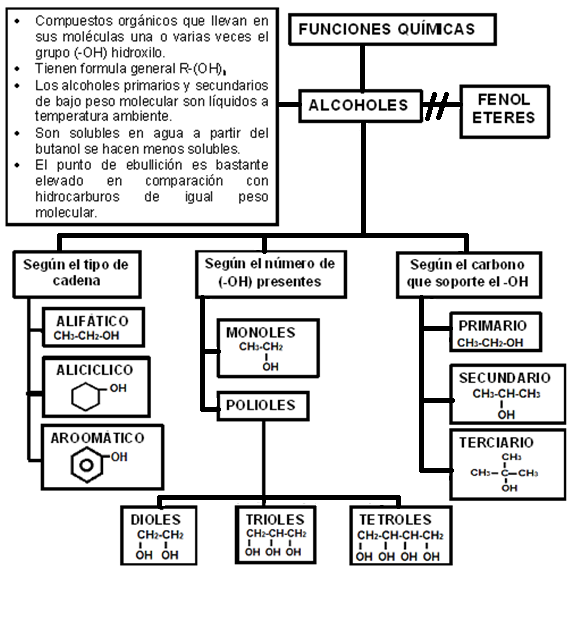 • Compuestos orgánicos que llevan en
sus moléculas una o varias veces el
grupo (-OH) hidroxilo.
• Tienen formula general R-(OH)
• Los alcoholes primarios y secundarios
de bajo peso molecular son líquidos a
temperatura ambiente.
• Son solubles en agua a partir del
butanol se hacen menos solubles.
• El punto de ebullición es bastante
elevado en comparación con
hidrocarburos de igual peso
molecular.
FUNCIONES QUÍMICAS
ALCOHOLES
FENOL
ETERES
Según el tipo de
cadena
ALIFÁTICO
CH₃-CH₂-OH
ALICICLICO
OH
AROOMÁTICO
OH
Según el número de
(-OH) presentes
MONOLES
CH₃-CH₂
OH
POLIOLES
DIOLES
CH₂-CH₂
OH OH
TRIOLES
CH₂-CH-CH₂
OH OH OH
TETROLES
CH₂-CH-CH-CH₂
OH OH OH OH
Según el carbono
que soporte el -OH
PRIMARIO
CH₃-CH₂-OH
SECUNDARIO
CH₃-CH-CH₃
OH
TERCIARIO
CH₃
CH₃-C-CH₃
OH